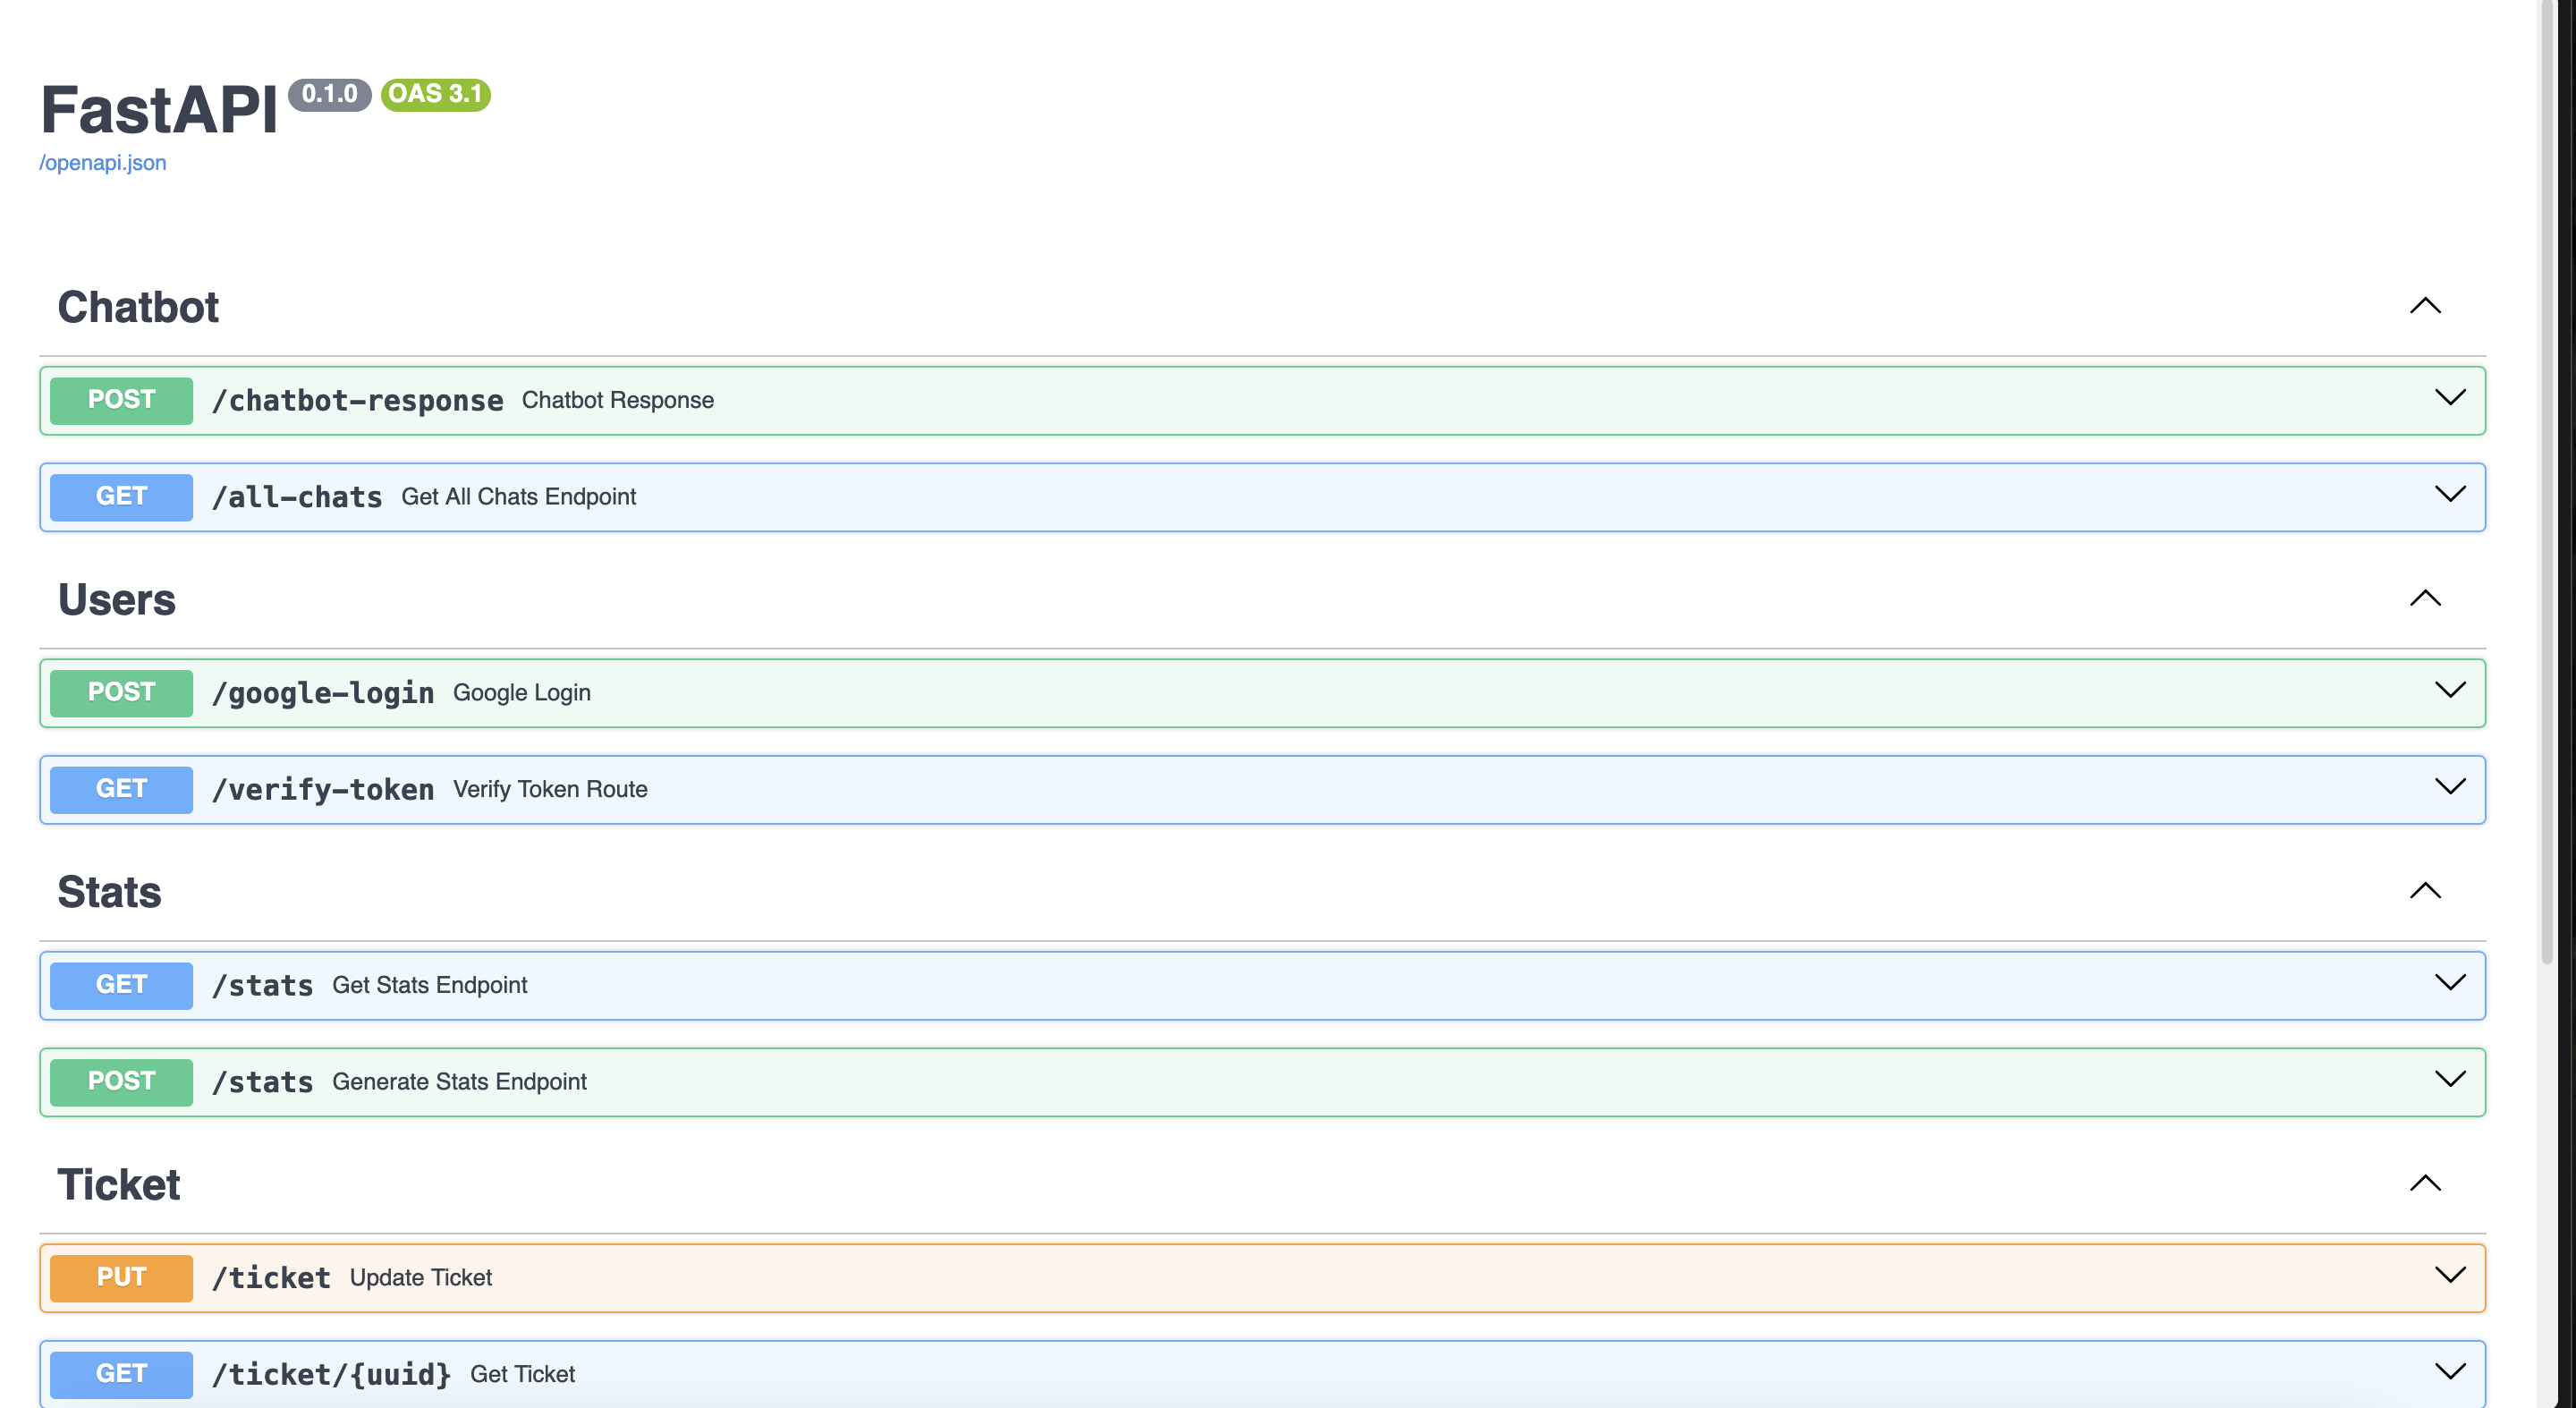 FastAPI 0.1.0 OAS 3.1
/openapi.json
Chatbot
POST /chatbot-response Chatbot Response
GET /all-chats Get All Chats Endpoint
Users
POST /google-login Google Login
GET /verify-token Verify Token Route
Stats
GET /stats Get Stats Endpoint
POST /stats Generate Stats Endpoint
Ticket
PUT /ticket Update Ticket
GET /ticket/{uuid} Get Ticket